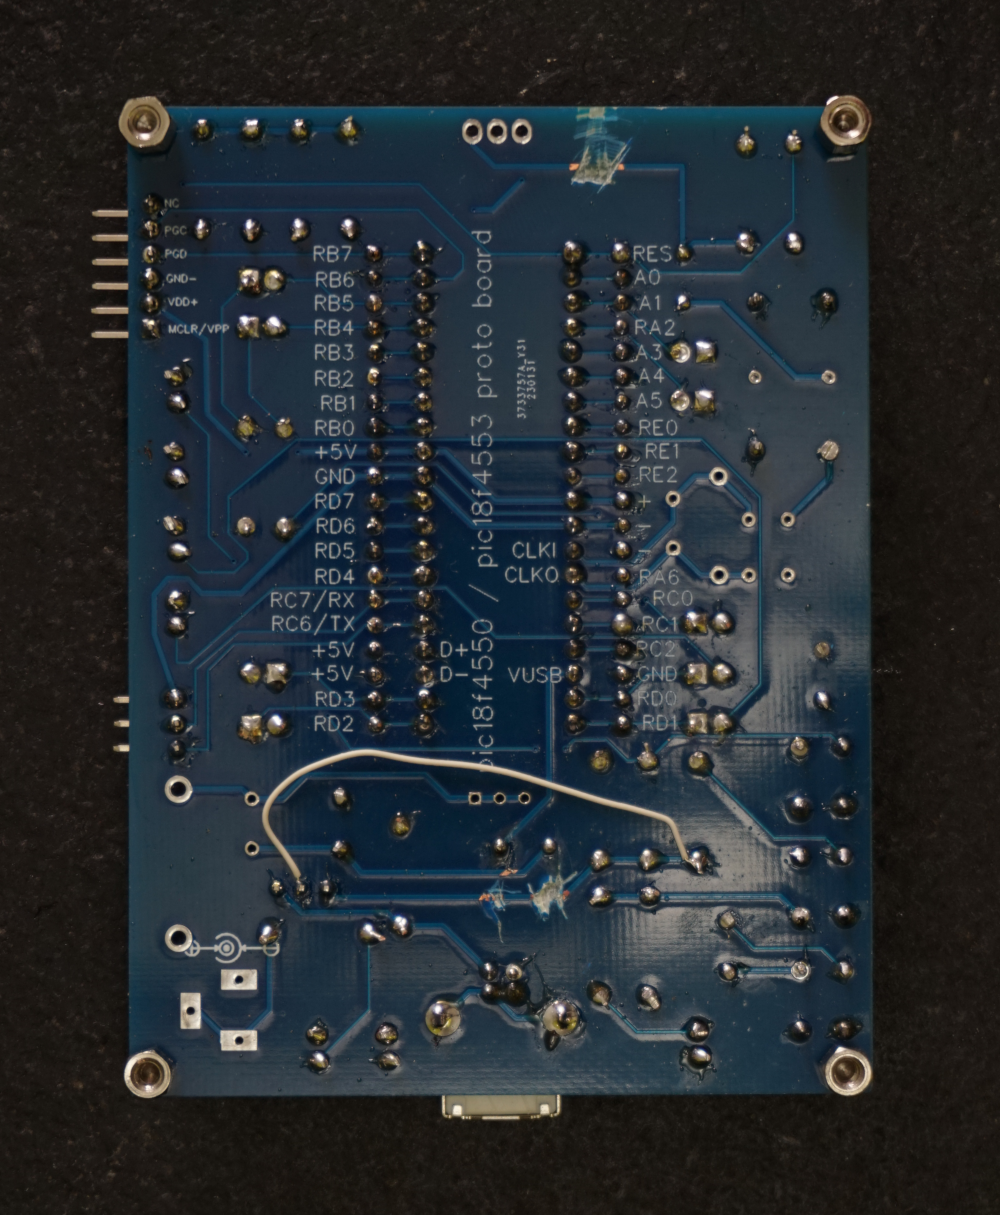 NC
PGC
PGD
GND-
VDD+
MCLR/VPP
RB7
RB6
RB5
RB4
RB3
RB2
RB1
RB0
+5V
GND
RD7
RD6
RD5
RD4
RC7/RX
RC6/TX
+5V
+5V
RD3
RD2
D+
D-
pic18f4550 / pic18f4553 proto board
3733757A_Y31
230131
CLKI
CLKO
VUSB
RES
A0
A1
RA2
A3
A4
A5
RE0
RE1
RE2
+
-
-
RA6
RC0
RC1
RC2
GND
RD0
RD1